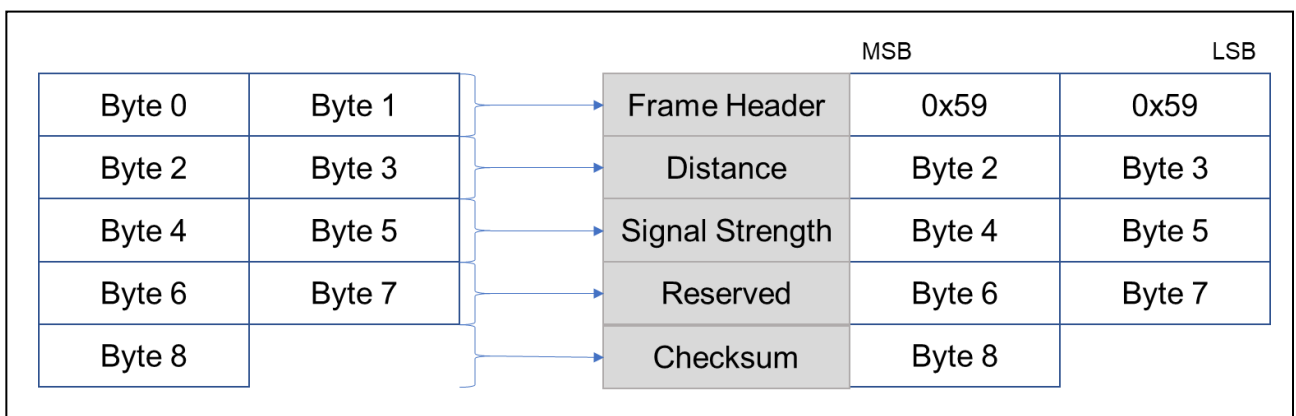 MSB LSB
Byte 0 Byte 1 Frame Header 0x59 0x59
Byte 2 Byte 3 Distance Byte 2 Byte 3
Byte 4 Byte 5 Signal Strength Byte 4 Byte 5
Byte 6 Byte 7 Reserved Byte 6 Byte 7
Byte 8 Checksum Byte 8